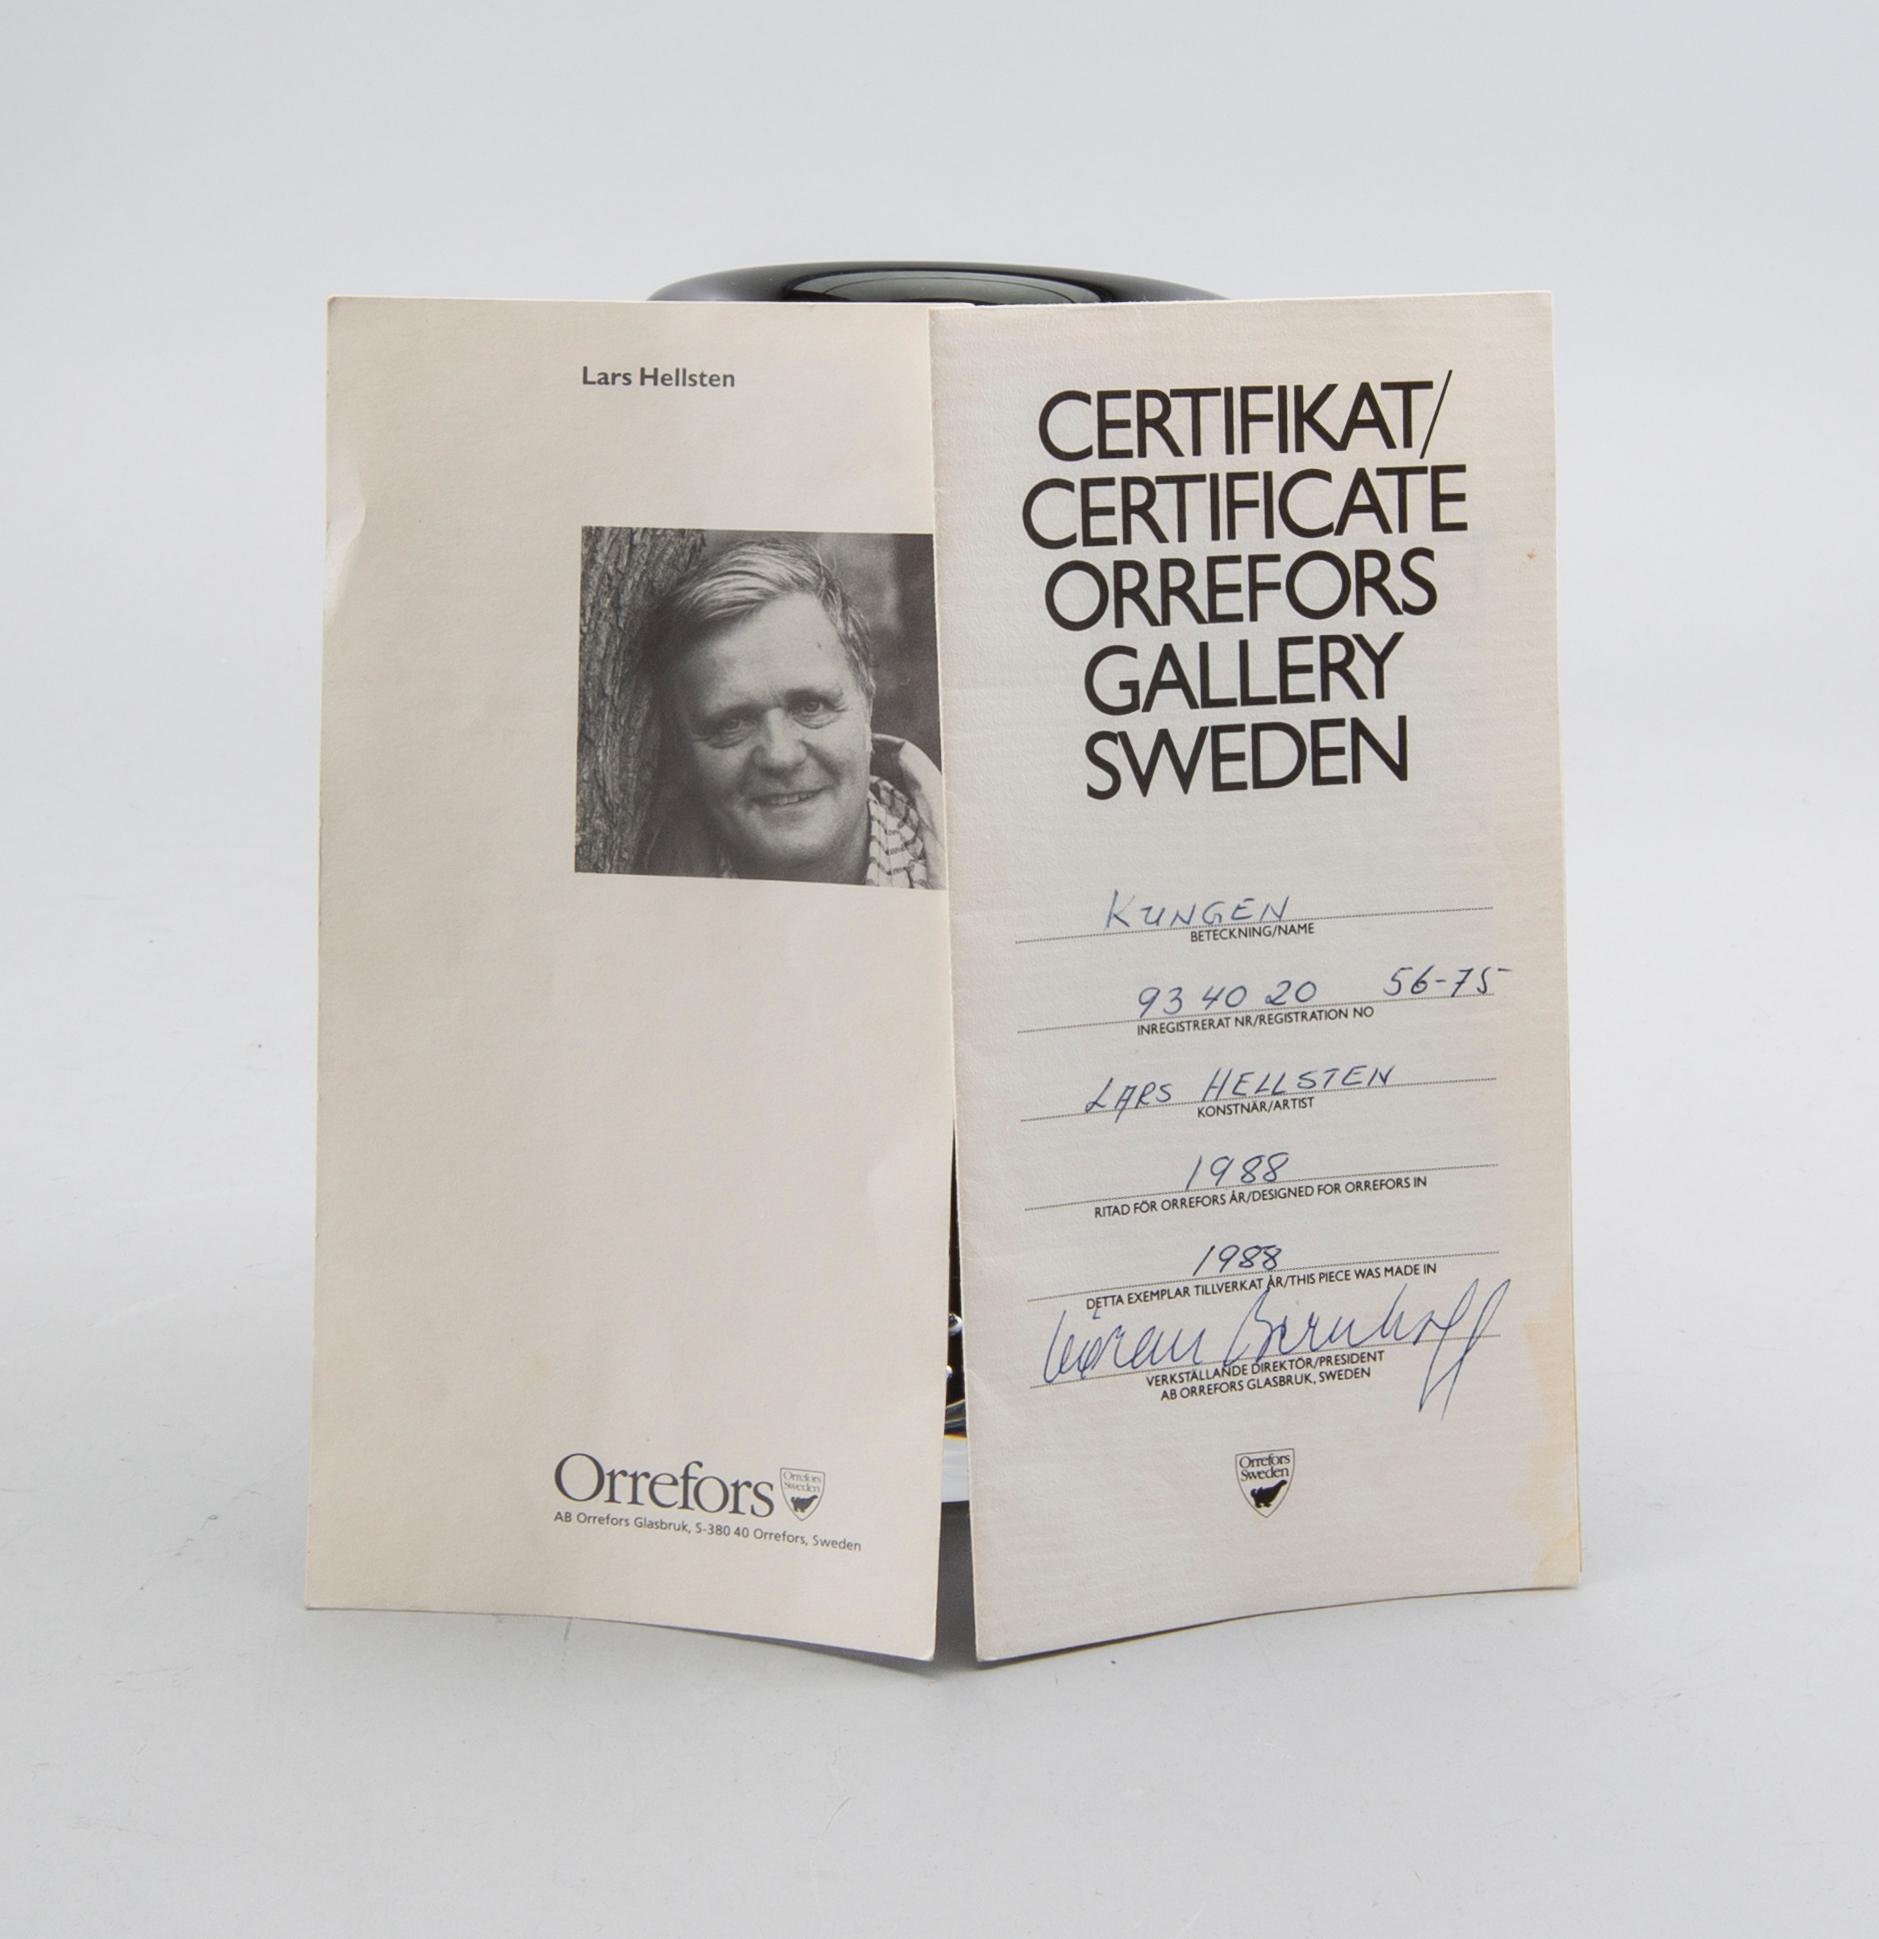 Lars Hellsten
Orrefors
Orrefors
Sweden
AB Orrefors Glasbruk, S-380 40 Orrefors, Sweden
CERTIFIKAT/
CERTIFICATE
ORREFORS
GALLERY
SWEDEN
KUNGEN
BETECKNING/NAME
93 40 20 56-75
INREGISTRERAT NR/REGISTRATION NO
LARS HELLSTEN
KONSTNÄR/ARTIST
1988
RITAD FÖR ORREFORS ÅR/DESIGNED FOR ORREFORS IN
1988
DETTA EXEMPLAR TILLVERKAT ÅR/THIS PIECE WAS MADE IN
Göran Bernhoff
VERKSTÄLLANDE DIREKTÖR/PRESIDENT
AB ORREFORS GLASBRUK, SWEDEN
Orrefors
Sweden